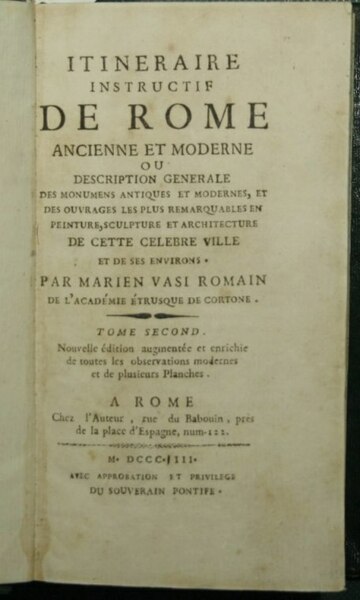 ITINERAIRE
INSTRUCTIF
DE ROME
ANCIENNE ET MODERNE
OU
DESCRIPTION GENERALE
DES MONUMENS ANTIQUES ET MODERNES, ET
DES OUVRAGES LES PLUS REMARQUABLES EN
PEINTURE, SCULPTURE ET ARCHITECTURE
DE CETTE CELEBRE VILLE
ET DE SES ENVIRONS.
PAR MARIEN VASI ROMAIN
DE L'ACADÉMIE ÉTRUSQUE DE CORTONE.
TOME SECOND.
Nouvelle édition augmentée et enrichie
de toutes les observations modernes
et de plusieurs Planches.
A ROME
Chez l'Auteur, rue du Babouin, près
de la place d'Espagne, num. 122.
AVEC APPROBATION ET PRIVILEGE
DU SOUVERAIN PONTIFE.